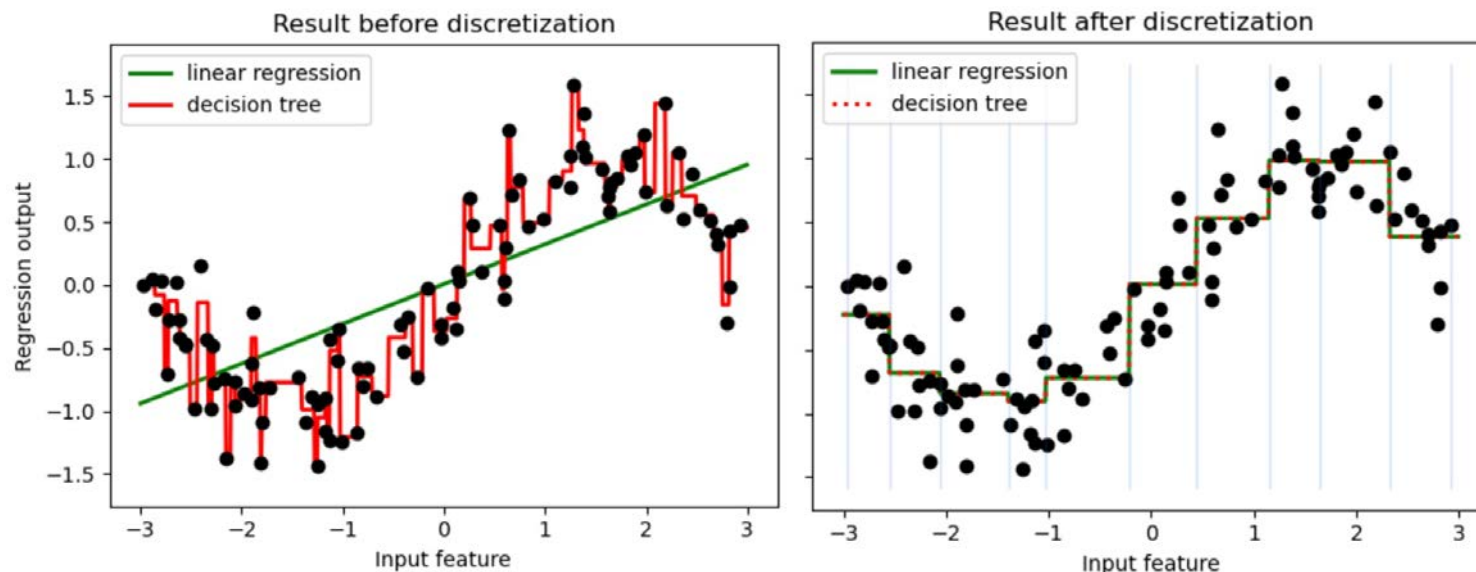 Result before discretization
linear regression
decision tree
Regression output
1.5
1.0
0.5
0.0
−0.5
−1.0
−1.5
−3
−2
−1
0
1
2
3
Input feature
Result after discretization
linear regression
decision tree
−3
−2
−1
0
1
2
3
Input feature